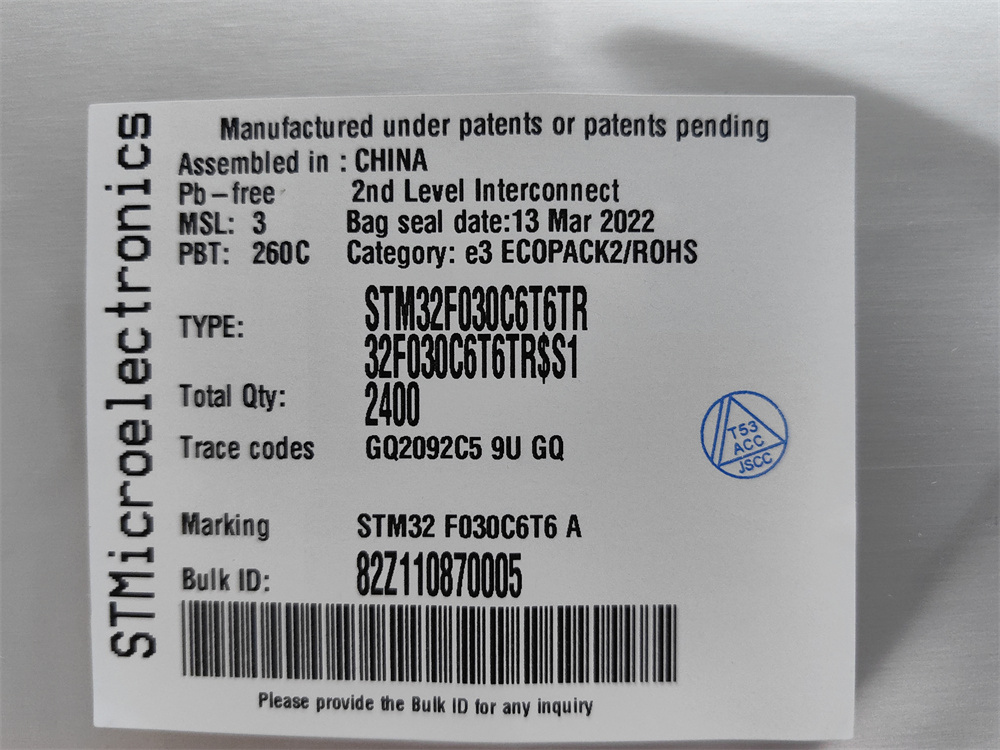 STMicroelectronics
Manufactured under patents or patents pending
Assembled in : CHINA
Pb-free 2nd Level Interconnect
MSL: 3 Bag seal date:13 Mar 2022
PBT: 260C Category: e3 ECOPACK2/ROHS
TYPE: STM32F030C6T6TR
32F030C6T6TR$S1
Total Qty: 2400
Trace codes GQ2092C5 9U GQ
T53
ACC
JSCC
Marking STM32 F030C6T6 A
Bulk ID: 82Z110870005
Please provide the Bulk ID for any inquiry